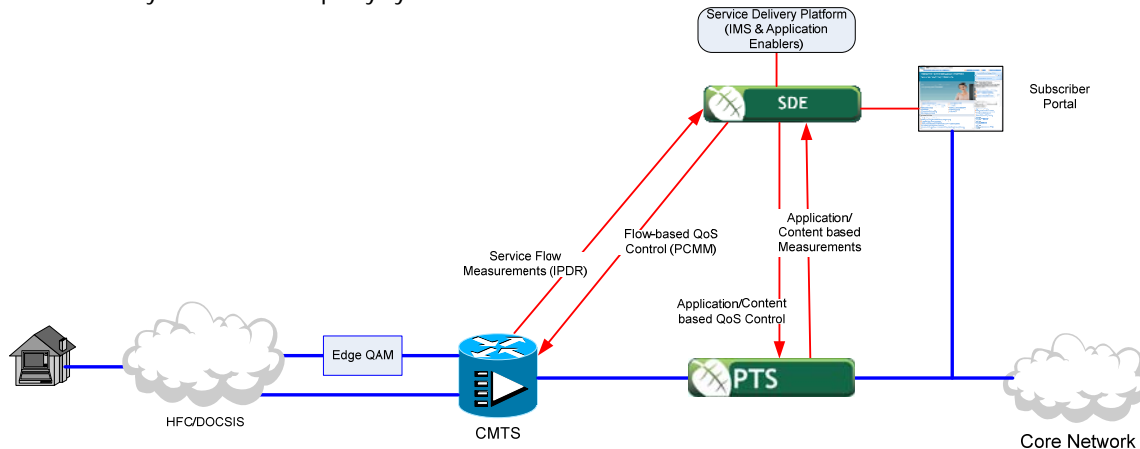 Service Delivery Platform
(IMS & Application
Enablers)
SDE
Subscriber
Portal
Application/
Content based
Measurements
Flow-based QoS
Control (PCMM)
Service Flow
Measurements (IPDR)
Application/Content
based QoS Control
Edge QAM
PTS
HFC/DOCSIS
CMTS
Core Network